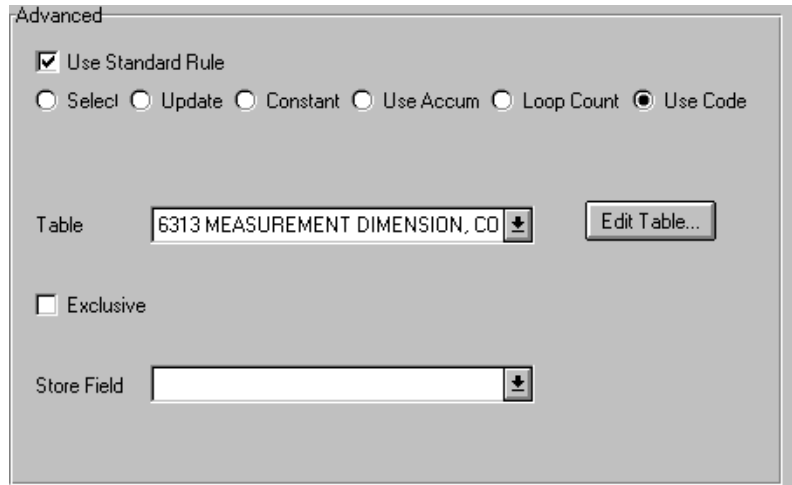 Advanced
Use Standard Rule
Select Update Constant Use Accum Loop Count Use Code
Table 6313 MEASUREMENT DIMENSION, CO Edit Table...
Exclusive
Store Field